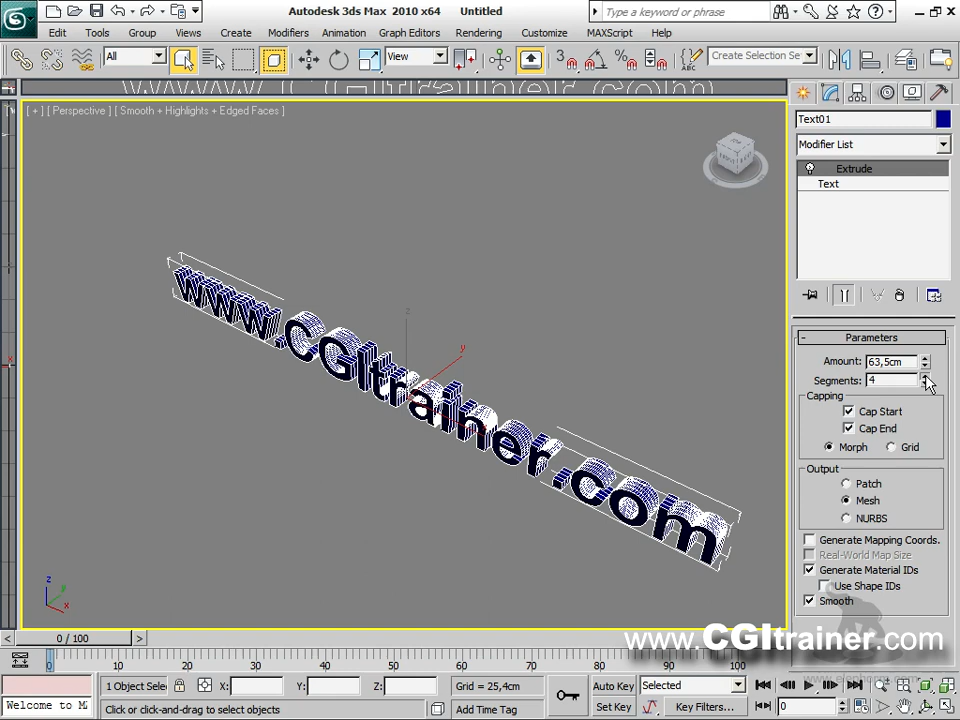 Autodesk 3ds Max 2010 x64 Untitled
Type a keyword or phrase
Edit Tools Group Views Create Modifiers Animation Graph Editors Rendering Customize MAXScript Help
All
View
3
%
ABC
Create Selection Se
www.CGItrainer.com
[ + ] [ Perspective ] [ Smooth + Highlights + Edged Faces ]
Text01
Modifier List
Extrude
Text
z
y
www.CGItrainer.com
- Parameters
Amount: 63,5cm
Segments: 4
Capping
Cap Start
Cap End
Morph Grid
Output
Patch
Mesh
NURBS
Generate Mapping Coords.
Real-World Map Size
Generate Material IDs
Use Shape IDs
Smooth
z
y
x
< 0 / 100 >
www.CGItrainer.com
0 10 20 30 40 50 60 70 80 90 100
1 Object Sele X: Y: Z: Grid = 25,4cm Auto Key Selected
Welcome to M Click or click-and-drag to select objects Add Time Tag Set Key Key Filters... 0